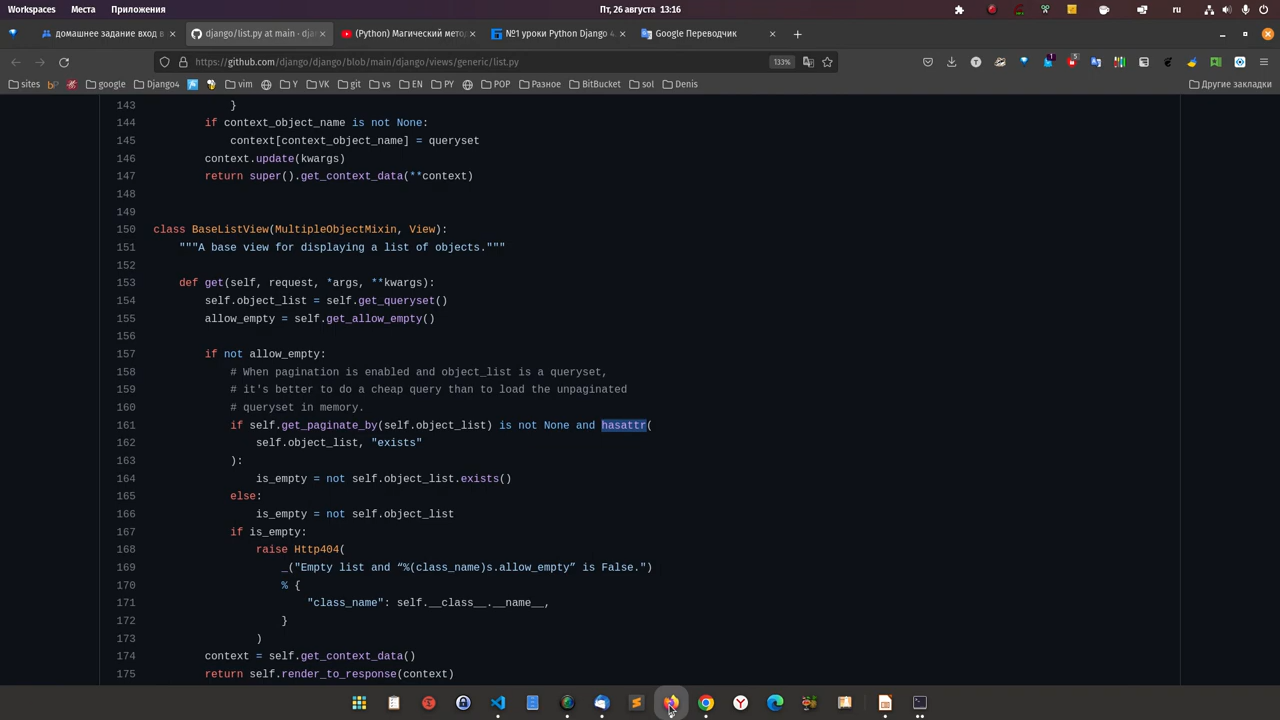 Workspaces Места Приложения Пт, 26 августа 13:16 ru
домашнее задание вход в django/list.py at main · djan (Python) Магический метод №1 уроки Python Django 4. Google Переводчик
https://github.com/django/django/blob/main/django/views/generic/list.py 133%
sites google Django4 vim Y VK git vs EN PY POP Разное BitBucket sol Denis Другие закладки
143 }
144 if context_object_name is not None:
145 context[context_object_name] = queryset
146 context.update(kwargs)
147 return super().get_context_data(**context)
148
149
150 class BaseListView(MultipleObjectMixin, View):
151 """A base view for displaying a list of objects."""
152
153 def get(self, request, *args, **kwargs):
154 self.object_list = self.get_queryset()
155 allow_empty = self.get_allow_empty()
156
157 if not allow_empty:
158 # When pagination is enabled and object_list is a queryset,
159 # it's better to do a cheap query than to load the unpaginated
160 # queryset in memory.
161 if self.get_paginate_by(self.object_list) is not None and hasattr(
162 self.object_list, "exists"
163 ):
164 is_empty = not self.object_list.exists()
165 else:
166 is_empty = not self.object_list
167 if is_empty:
168 raise Http404(
169 _("Empty list and “%(class_name)s.allow_empty” is False.")
170 % {
171 "class_name": self.__class__.__name__,
172 }
173 )
174 context = self.get_context_data()
175 return self.render_to_response(context)